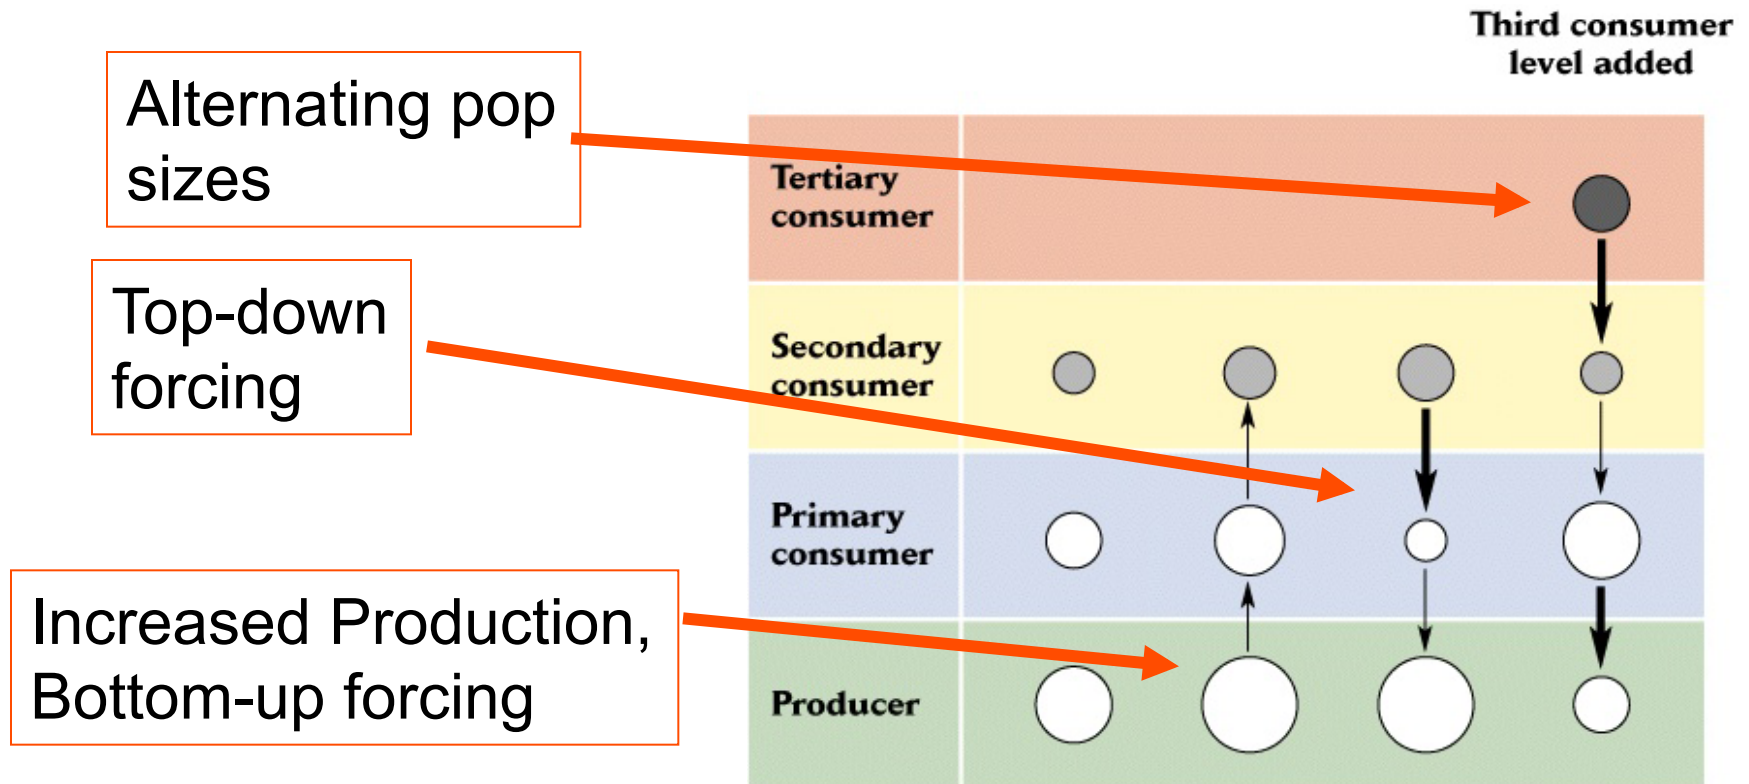 Third consumer
level added
Alternating pop
sizes
Tertiary
consumer
Top-down
forcing
Secondary
consumer
Primary
consumer
Increased Production,
Bottom-up forcing
Producer